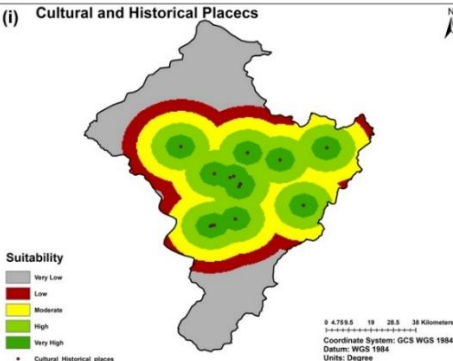 (i) Cultural and Historical Placecs
N
Suitability
Very Low
Low
Moderate
High
Very High
Cultural_Historical_places
0 4.75 9.5 19 28.5 38 Kilometers
Coordinate System: GCS WGS 1984
Datum: WGS 1984
Units: Degree